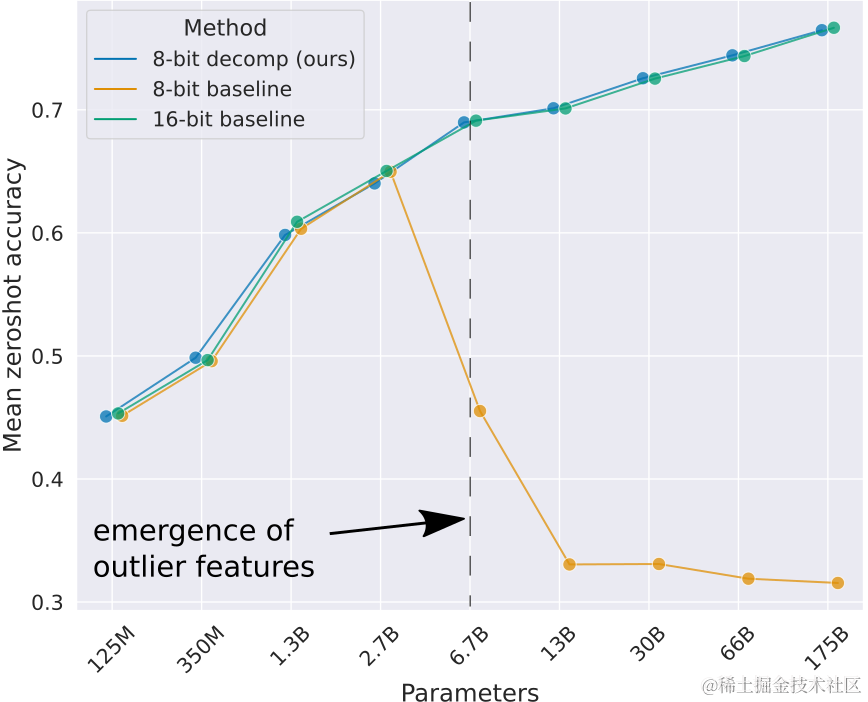 Method
8-bit decomp (ours)
8-bit baseline
16-bit baseline
Mean zeroshot accuracy
0.7
0.6
0.5
0.4
0.3
emergence of
outlier features
125M
350M
1.3B
2.7B
6.7B
13B
30B
66B
175B
Parameters
@稀土掘金技术社区